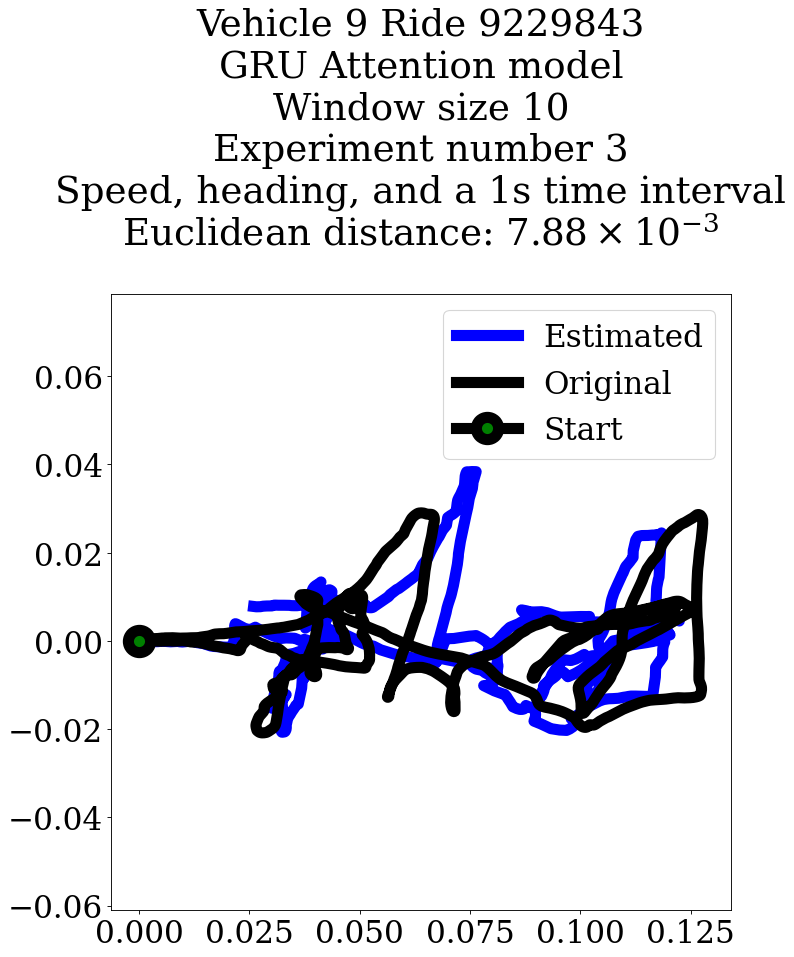 Vehicle 9 Ride 9229843
GRU Attention model
Window size 10
Experiment number 3
Speed, heading, and a 1s time interval
Euclidean distance: 7.88 × 10⁻³
Estimated
Original
Start
0.06
0.04
0.02
0.00
−0.02
−0.04
−0.06
0.000 0.025 0.050 0.075 0.100 0.125